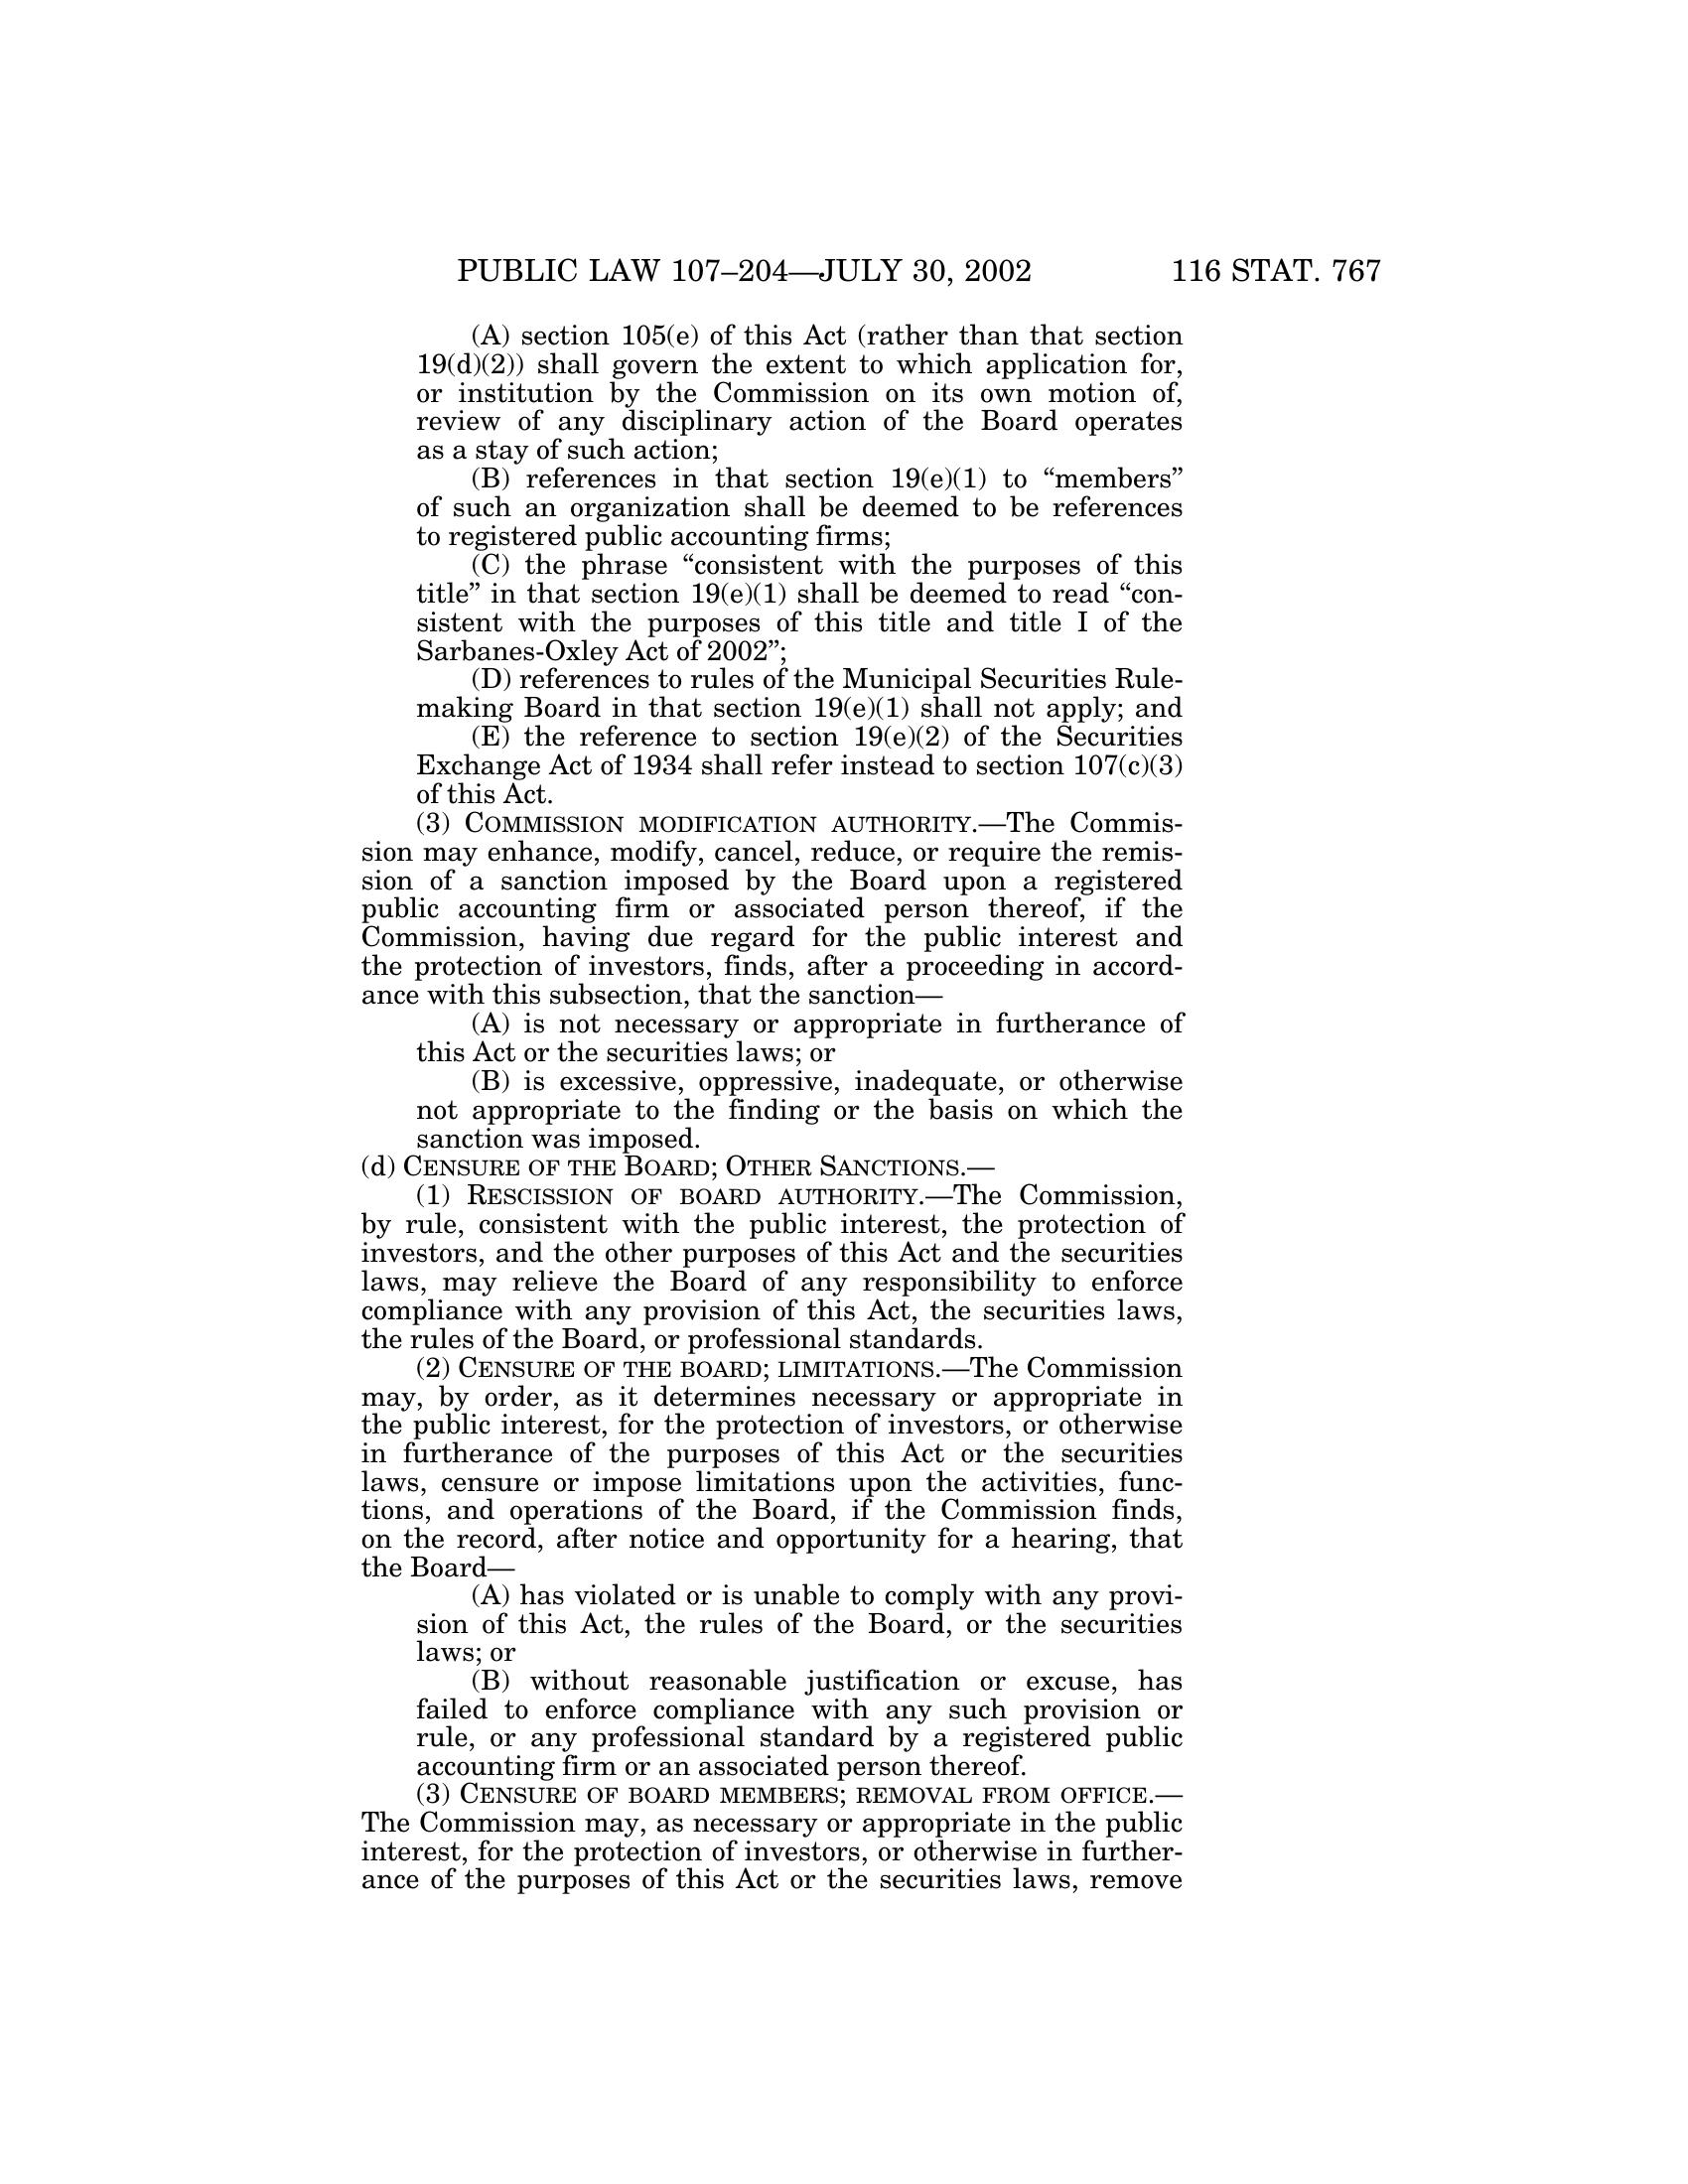 PUBLIC LAW 107–204—JULY 30, 2002 116 STAT. 767
(A) section 105(e) of this Act (rather than that section
19(d)(2)) shall govern the extent to which application for,
or institution by the Commission on its own motion of,
review of any disciplinary action of the Board operates
as a stay of such action;
(B) references in that section 19(e)(1) to “members”
of such an organization shall be deemed to be references
to registered public accounting firms;
(C) the phrase “consistent with the purposes of this
title” in that section 19(e)(1) shall be deemed to read “con-
sistent with the purposes of this title and title I of the
Sarbanes-Oxley Act of 2002”;
(D) references to rules of the Municipal Securities Rule-
making Board in that section 19(e)(1) shall not apply; and
(E) the reference to section 19(e)(2) of the Securities
Exchange Act of 1934 shall refer instead to section 107(c)(3)
of this Act.
(3) COMMISSION MODIFICATION AUTHORITY.—The Commis-
sion may enhance, modify, cancel, reduce, or require the remis-
sion of a sanction imposed by the Board upon a registered
public accounting firm or associated person thereof, if the
Commission, having due regard for the public interest and
the protection of investors, finds, after a proceeding in accord-
ance with this subsection, that the sanction—
(A) is not necessary or appropriate in furtherance of
this Act or the securities laws; or
(B) is excessive, oppressive, inadequate, or otherwise
not appropriate to the finding or the basis on which the
sanction was imposed.
(d) CENSURE OF THE BOARD; OTHER SANCTIONS.—
(1) RESCISSION OF BOARD AUTHORITY.—The Commission,
by rule, consistent with the public interest, the protection of
investors, and the other purposes of this Act and the securities
laws, may relieve the Board of any responsibility to enforce
compliance with any provision of this Act, the securities laws,
the rules of the Board, or professional standards.
(2) CENSURE OF THE BOARD; LIMITATIONS.—The Commission
may, by order, as it determines necessary or appropriate in
the public interest, for the protection of investors, or otherwise
in furtherance of the purposes of this Act or the securities
laws, censure or impose limitations upon the activities, func-
tions, and operations of the Board, if the Commission finds,
on the record, after notice and opportunity for a hearing, that
the Board—
(A) has violated or is unable to comply with any provi-
sion of this Act, the rules of the Board, or the securities
laws; or
(B) without reasonable justification or excuse, has
failed to enforce compliance with any such provision or
rule, or any professional standard by a registered public
accounting firm or an associated person thereof.
(3) CENSURE OF BOARD MEMBERS; REMOVAL FROM OFFICE.—
The Commission may, as necessary or appropriate in the public
interest, for the protection of investors, or otherwise in further-
ance of the purposes of this Act or the securities laws, remove